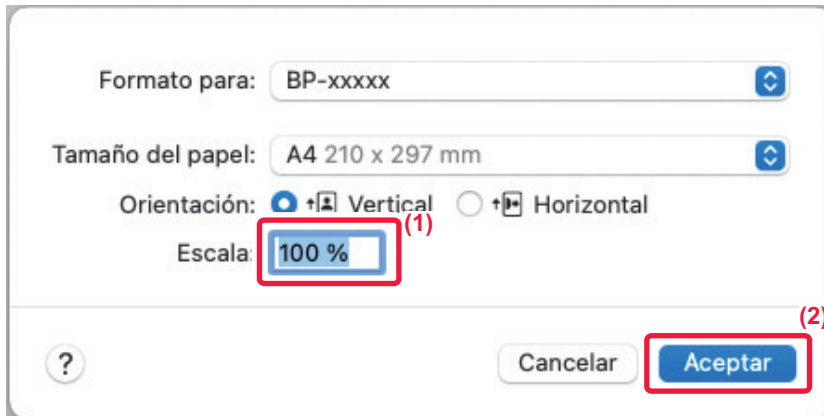 Formato para: BP-xxxxx
Tamaño del papel: A4 210 x 297 mm
Orientación: Vertical Horizontal
(1)
Escala: 100 %
(2)
? Cancelar Aceptar